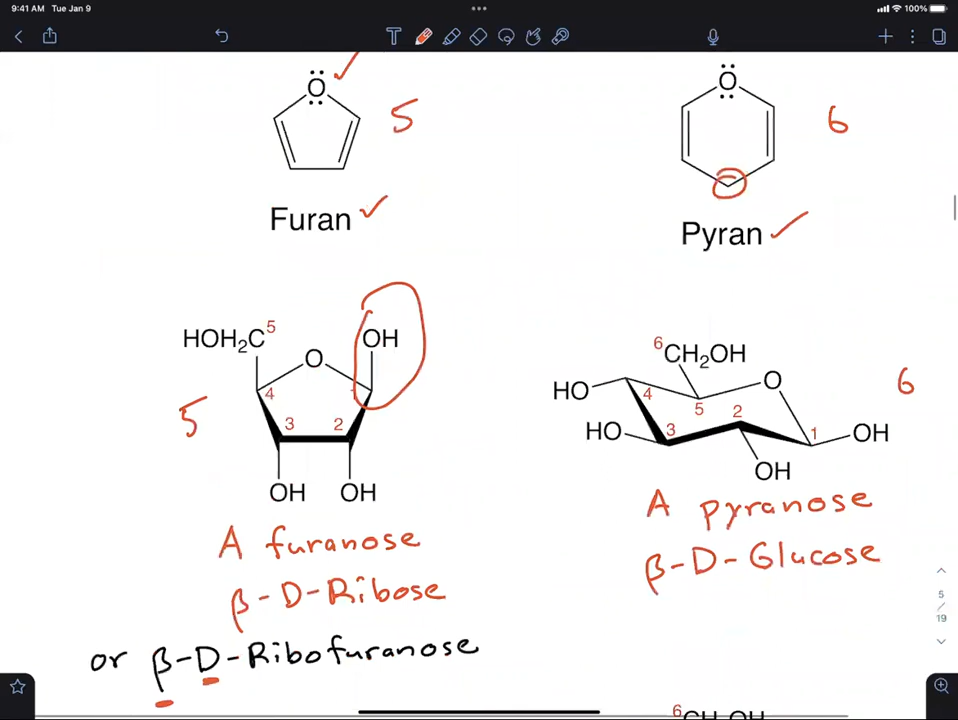 9:41 AM Tue Jan 9
100%
O
5
O
6
Furan
Pyran
HOH₂C⁵
O
OH
4
3
2
5
OH
OH
⁶CH₂OH
HO
O
4
5
2
HO
3
1
OH
OH
6
A furanose
β-D-Ribose
or β-D-Ribofuranose
A pyranose
β-D-Glucose
5
/
19